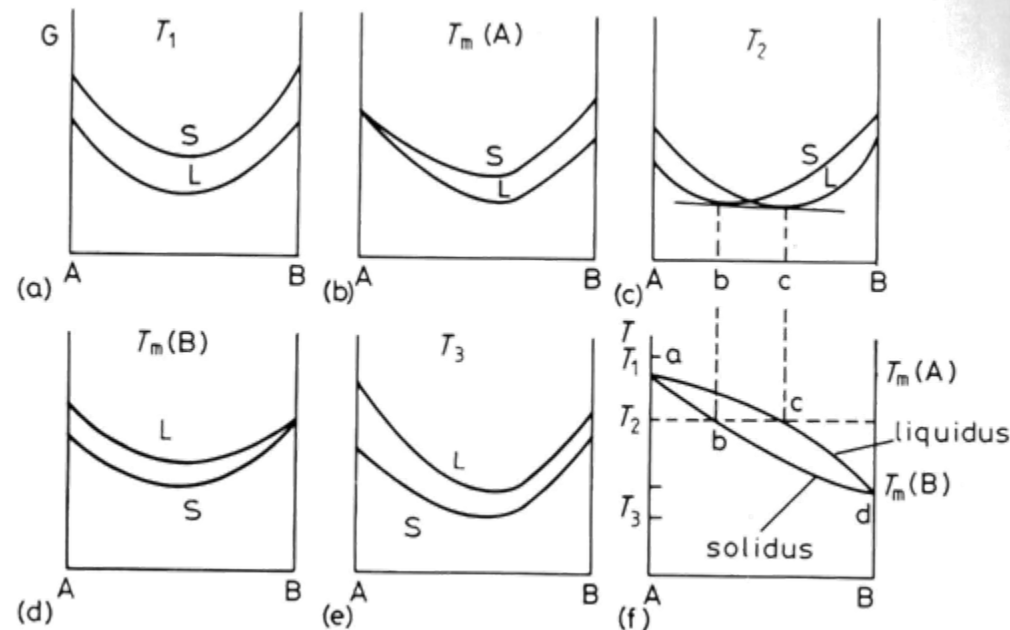 G T₁
S
L
A B
(a)
Tₘ(A)
S
L
A B
(b)
T₂
S
L
A b c B
(c)
Tₘ(B)
L
S
A B
(d)
T₃
L
S
A B
(e)
T
T₁ a Tₘ(A)
c
T₂ liquidus
b
Tₘ(B)
T₃ d
solidus
A B
(f)